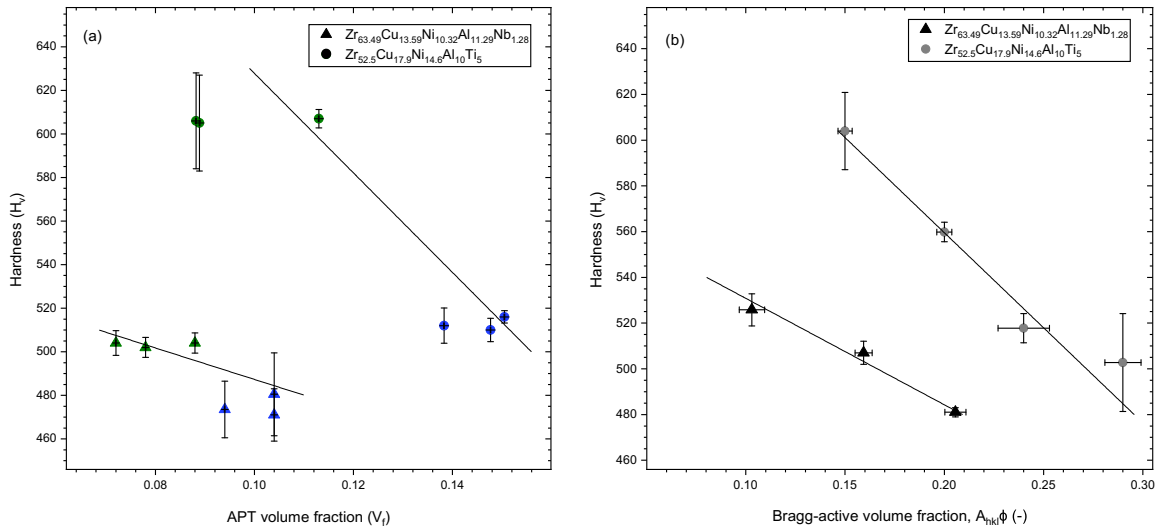 (a)
Zr63.49Cu13.59Ni10.32Al11.29Nb1.28
Zr52.5Cu17.9Ni14.6Al10Ti5
640
620
600
580
560
540
520
500
480
460
Hardness (Hv)
0.08
0.10
0.12
0.14
APT volume fraction (Vf)
(b)
Zr63.49Cu13.59Ni10.32Al11.29Nb1.28
Zr52.5Cu17.9Ni14.6Al10Ti5
640
620
600
580
560
540
520
500
480
460
Hardness (Hv)
0.10
0.15
0.20
0.25
0.30
Bragg-active volume fraction, Ahklϕ (-)